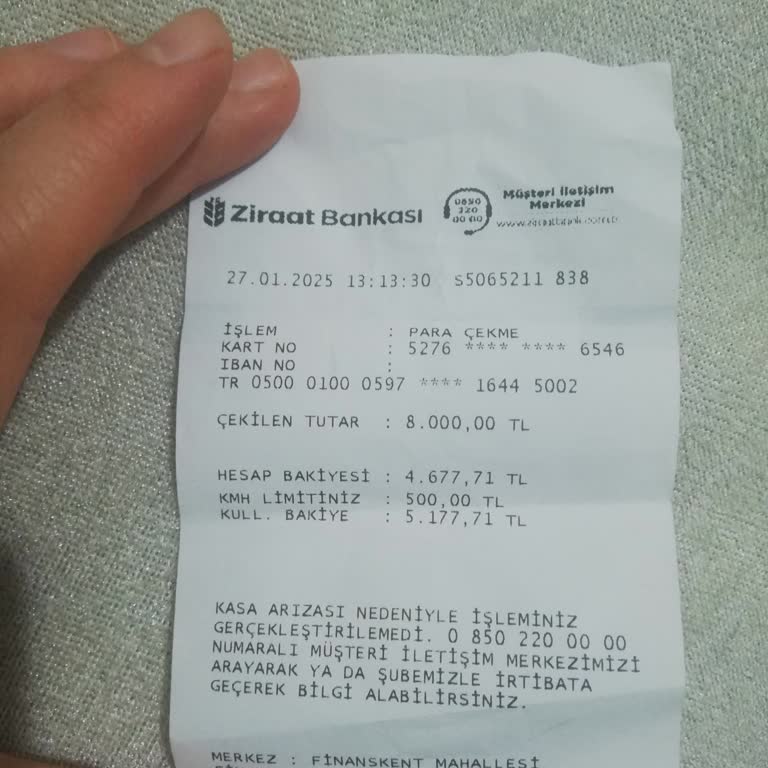 Ziraat Bankası
0850
220
00 00
Müşteri İletişim
Merkezi
27.01.2025 13:13:30 S5065211 838
İŞLEM : PARA ÇEKME
KART NO : 5276 **** **** 6546
IBAN NO :
TR 0500 0100 0597 **** 1644 5002
ÇEKİLEN TUTAR : 8.000,00 TL
HESAP BAKİYESİ : 4.677,71 TL
KMH LİMİTİNİZ : 500,00 TL
KULL. BAKİYE : 5.177,71 TL
KASA ARIZASI NEDENİYLE İŞLEMİNİZ
GERÇEKLEŞTİRİLEMEDİ. 0 850 220 00 00
NUMARALI MÜŞTERİ İLETİŞİM MERKEZİMİZİ
ARAYARAK YA DA ŞUBEMİZLE İRTİBATA
GEÇEREK BİLGİ ALABİLİRSİNİZ.
MERKEZ : FİNANSKENT MAHALLESİ